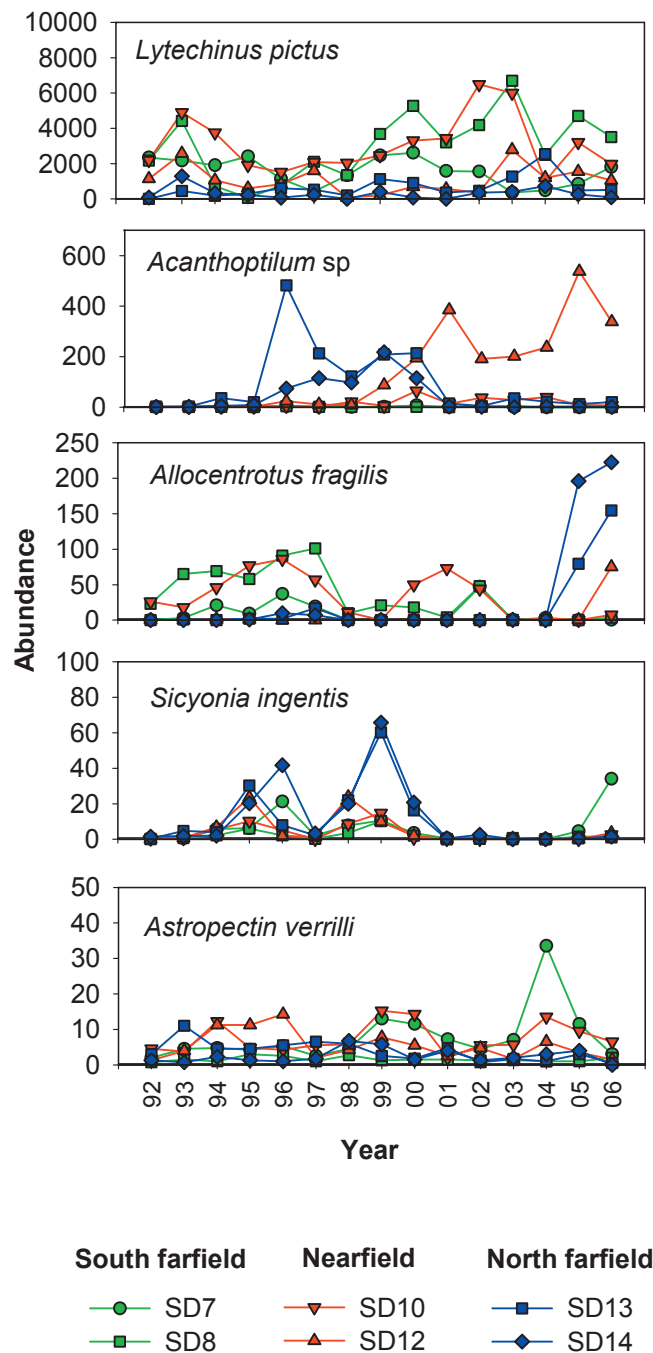 Lytechinus pictus
10000
8000
6000
4000
2000
0
Acanthoptilum sp
600
400
200
0
Allocentrotus fragilis
250
200
150
100
50
0
Abundance
Sicyonia ingentis
100
80
60
40
20
0
Astropectin verrilli
50
40
30
20
10
0
92 93 94 95 96 97 98 99 00 01 02 03 04 05 06
Year
South farfield Nearfield North farfield
SD7 SD10 SD13
SD8 SD12 SD14